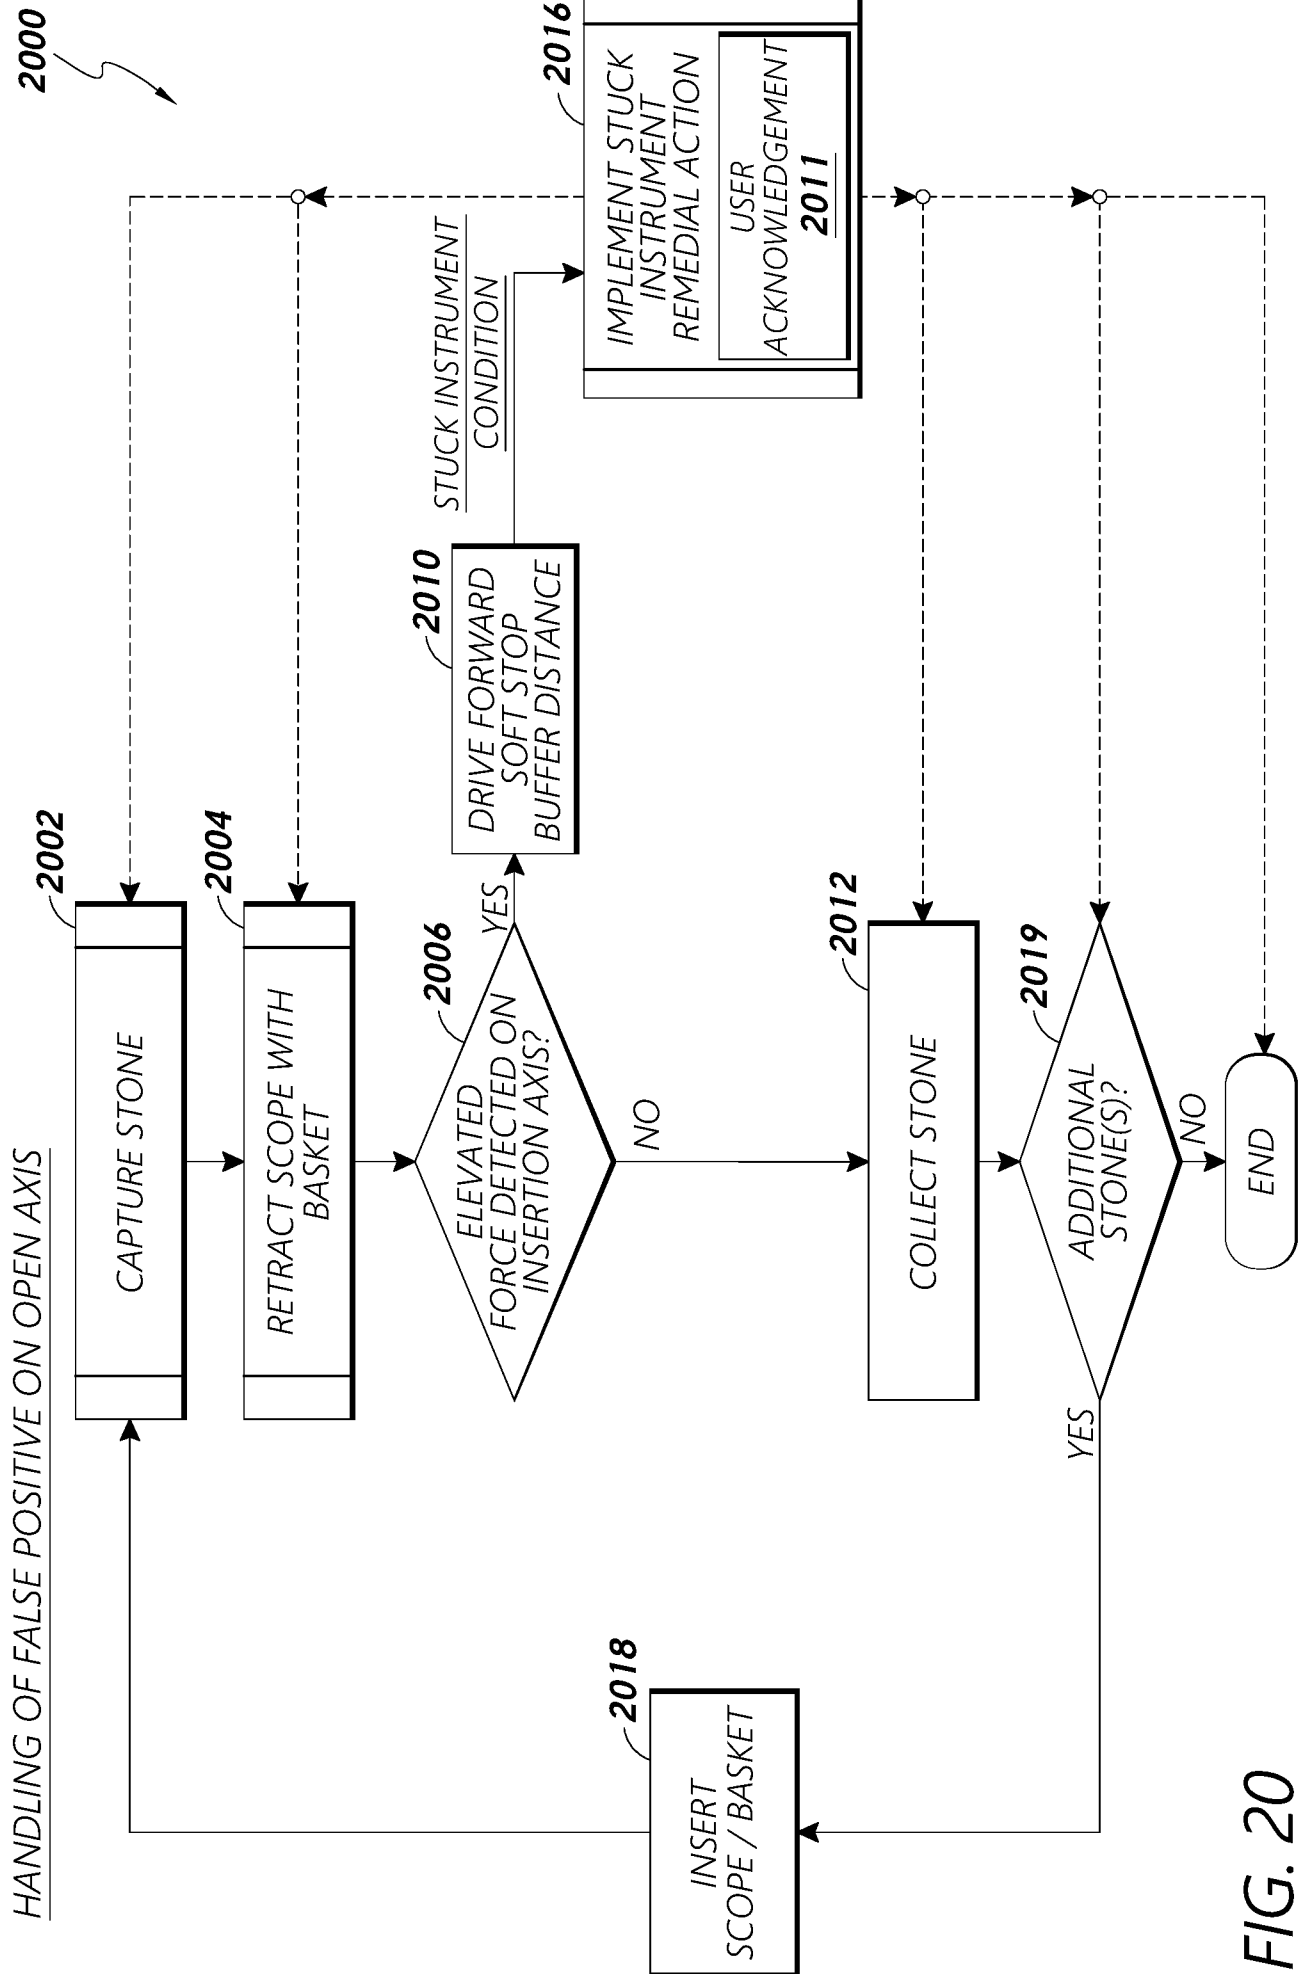 HANDLING OF FALSE POSITIVE ON OPEN AXIS
2000
2002
CAPTURE STONE
2004
RETRACT SCOPE WITH
BASKET
2006
ELEVATED
FORCE DETECTED ON
INSERTION AXIS?
YES
NO
2010
DRIVE FORWARD
SOFT STOP
BUFFER DISTANCE
STUCK INSTRUMENT
CONDITION
2016
IMPLEMENT STUCK
INSTRUMENT
REMEDIAL ACTION
USER
ACKNOWLEDGEMENT
2011
2018
INSERT
SCOPE / BASKET
2012
COLLECT STONE
2019
ADDITIONAL
STONE(S)?
YES
NO
END
FIG. 20